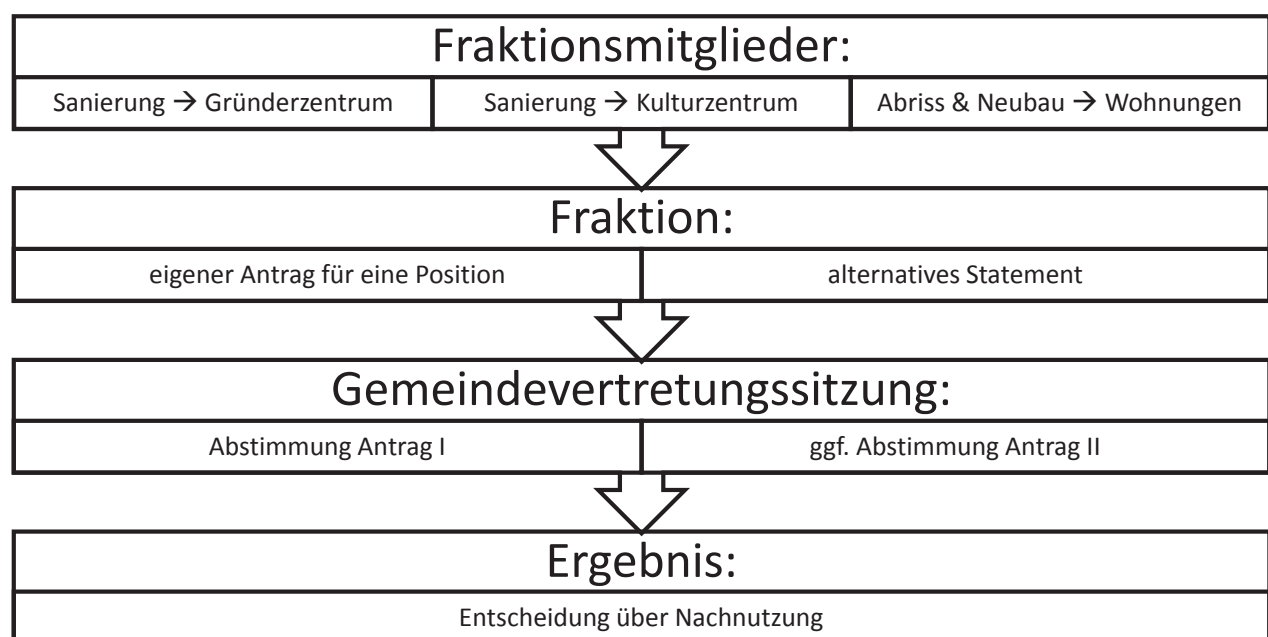 Fraktionsmitglieder:
Sanierung → Gründerzentrum
Sanierung → Kulturzentrum
Abriss & Neubau → Wohnungen
Fraktion:
eigener Antrag für eine Position
alternatives Statement
Gemeindevertretungssitzung:
Abstimmung Antrag I
ggf. Abstimmung Antrag II
Ergebnis:
Entscheidung über Nachnutzung